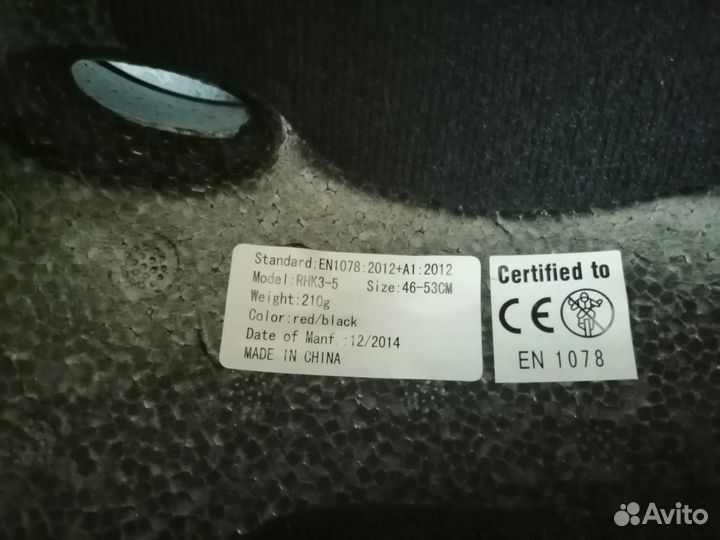 Standard:EN1078:2012+A1:2012
Model:RHK3-5 Size:46-53CM
Weight:210g
Color:red/black
Date of Manf.:12/2014
MADE IN CHINA
Certified to
CE
EN 1078
Avito